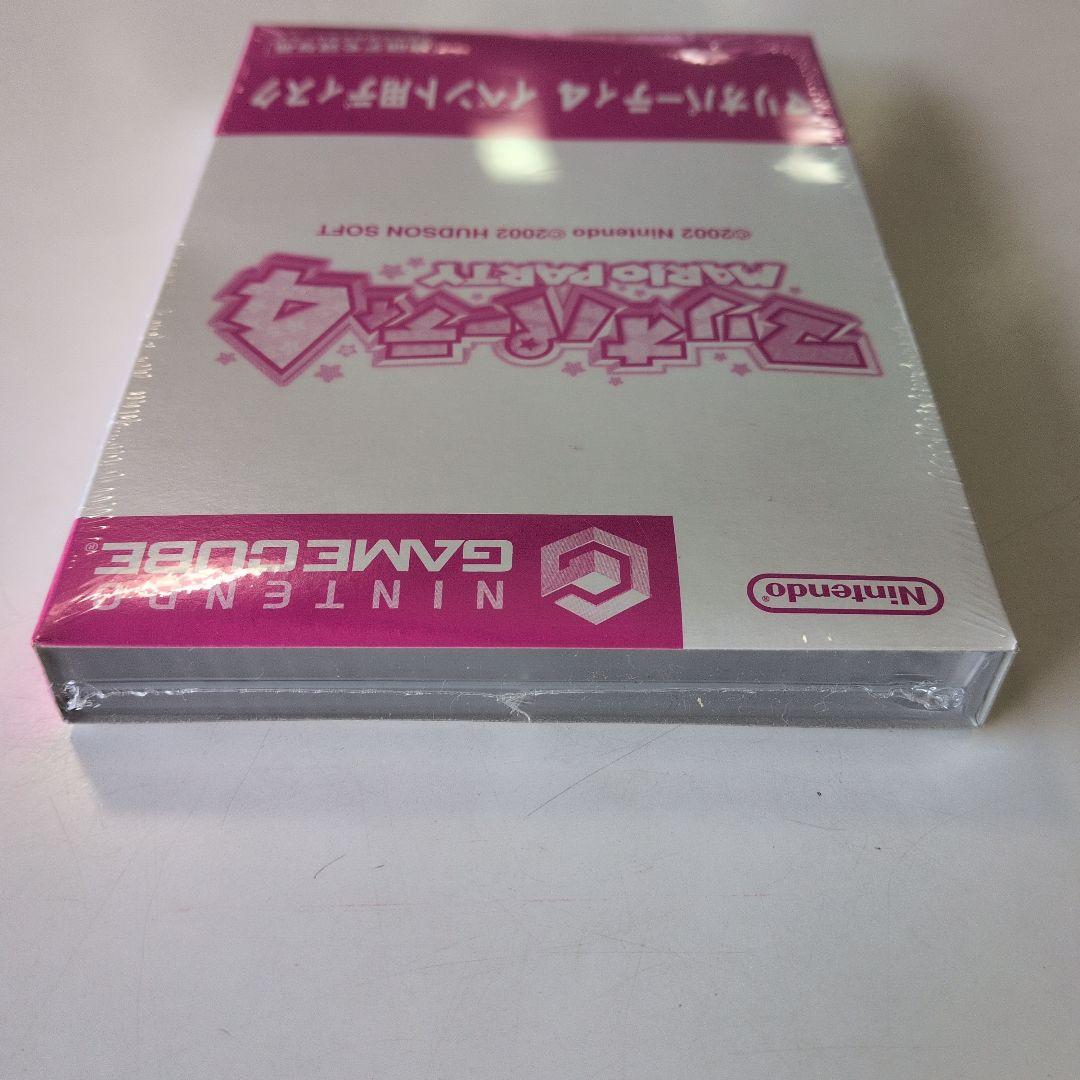 Nintendo®
NINTENDO
GAMECUBE®
マリオパーティ4
MARIO PARTY
©2002 Nintendo ©2002 HUDSON SOFT
マリオパーティ4 イベント用ディスク